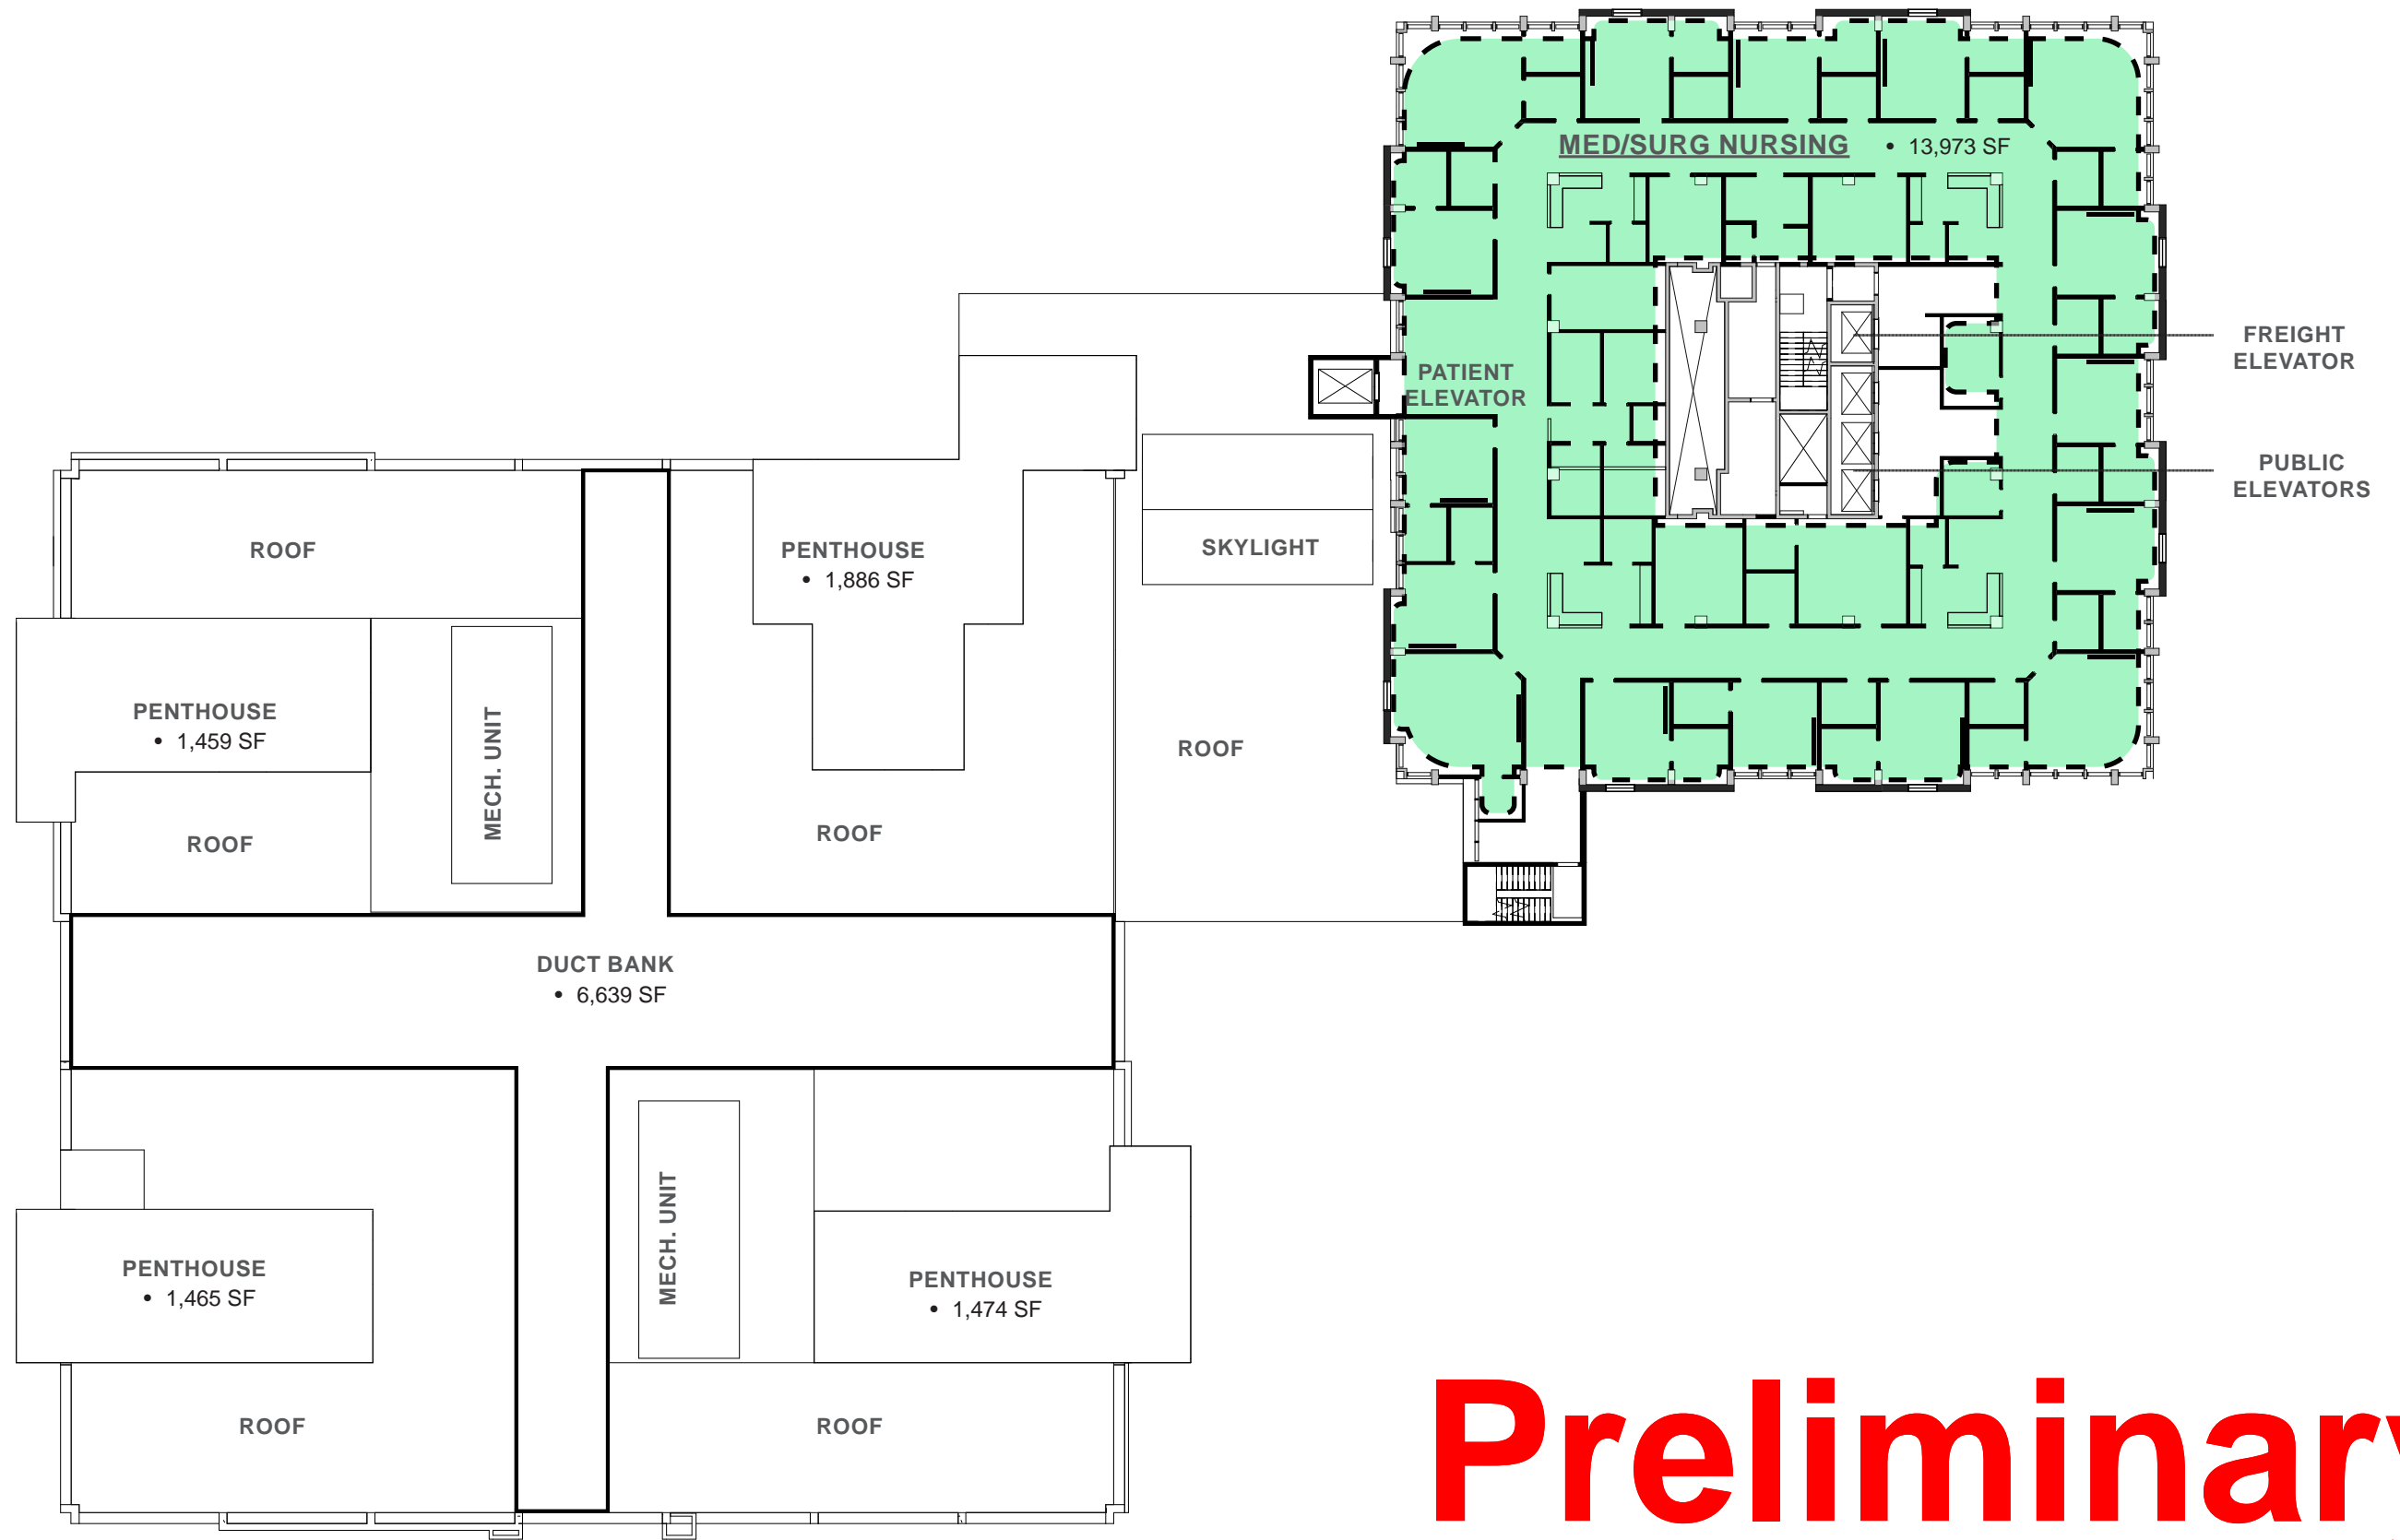 MED/SURG NURSING • 13,973 SF
FREIGHT
ELEVATOR
PATIENT
ELEVATOR
PUBLIC
ELEVATORS
ROOF
PENTHOUSE
• 1,886 SF
SKYLIGHT
PENTHOUSE
• 1,459 SF
MECH. UNIT
ROOF
ROOF
ROOF
DUCT BANK
• 6,639 SF
MECH. UNIT
PENTHOUSE
• 1,465 SF
PENTHOUSE
• 1,474 SF
ROOF
ROOF
Preliminary